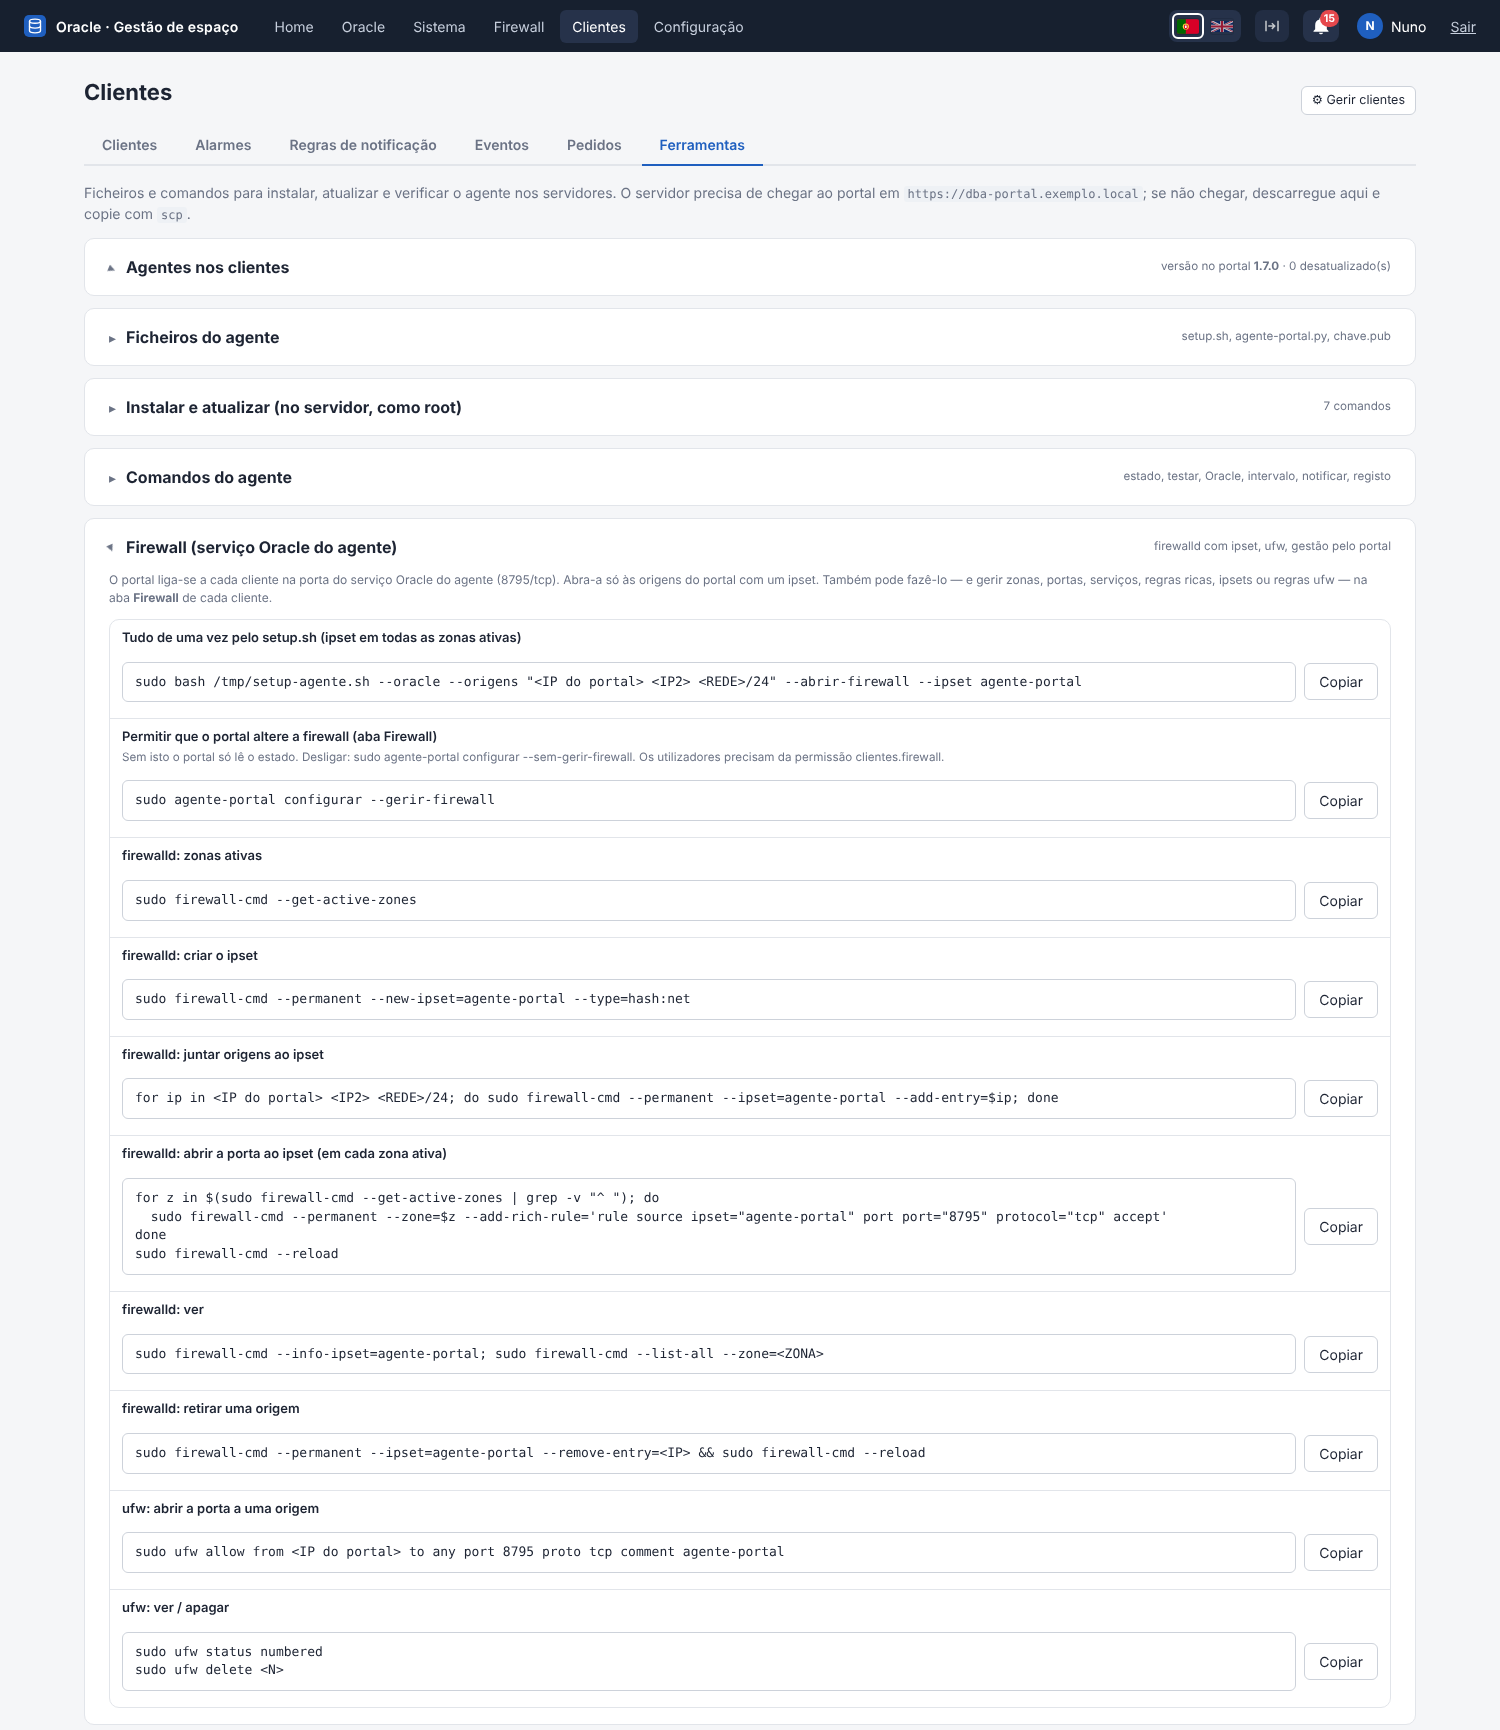 Oracle · Gestão de espaço
Home
Oracle
Sistema
Firewall
Clientes
Configuração
15
N
Nuno
Sair
Clientes
⚙ Gerir clientes
Clientes
Alarmes
Regras de notificação
Eventos
Pedidos
Ferramentas
Ficheiros e comandos para instalar, atualizar e verificar o agente nos servidores. O servidor precisa de chegar ao portal em https://dba-portal.exemplo.local; se não chegar, descarregue aqui e
copie com scp.
Agentes nos clientes
versão no portal 1.7.0 · 0 desatualizado(s)
Ficheiros do agente
setup.sh, agente-portal.py, chave.pub
Instalar e atualizar (no servidor, como root)
7 comandos
Comandos do agente
estado, testar, Oracle, intervalo, notificar, registo
Firewall (serviço Oracle do agente)
firewalld com ipset, ufw, gestão pelo portal
O portal liga-se a cada cliente na porta do serviço Oracle do agente (8795/tcp). Abra-a só às origens do portal com um ipset. Também pode fazê-lo — e gerir zonas, portas, serviços, regras ricas, ipsets ou regras ufw — na
aba Firewall de cada cliente.
Tudo de uma vez pelo setup.sh (ipset em todas as zonas ativas)
sudo bash /tmp/setup-agente.sh --oracle --origens "<IP do portal> <IP2> <REDE>/24" --abrir-firewall --ipset agente-portal
Copiar
Permitir que o portal altere a firewall (aba Firewall)
Sem isto o portal só lê o estado. Desligar: sudo agente-portal configurar --sem-gerir-firewall. Os utilizadores precisam da permissão clientes.firewall.
sudo agente-portal configurar --gerir-firewall
Copiar
firewalld: zonas ativas
sudo firewall-cmd --get-active-zones
Copiar
firewalld: criar o ipset
sudo firewall-cmd --permanent --new-ipset=agente-portal --type=hash:net
Copiar
firewalld: juntar origens ao ipset
for ip in <IP do portal> <IP2> <REDE>/24; do sudo firewall-cmd --permanent --ipset=agente-portal --add-entry=$ip; done
Copiar
firewalld: abrir a porta ao ipset (em cada zona ativa)
for z in $(sudo firewall-cmd --get-active-zones | grep -v "^ "); do
  sudo firewall-cmd --permanent --zone=$z --add-rich-rule='rule source ipset="agente-portal" port port="8795" protocol="tcp" accept'
done
sudo firewall-cmd --reload
Copiar
firewalld: ver
sudo firewall-cmd --info-ipset=agente-portal; sudo firewall-cmd --list-all --zone=<ZONA>
Copiar
firewalld: retirar uma origem
sudo firewall-cmd --permanent --ipset=agente-portal --remove-entry=<IP> && sudo firewall-cmd --reload
Copiar
ufw: abrir a porta a uma origem
sudo ufw allow from <IP do portal> to any port 8795 proto tcp comment agente-portal
Copiar
ufw: ver / apagar
sudo ufw status numbered
sudo ufw delete <N>
Copiar